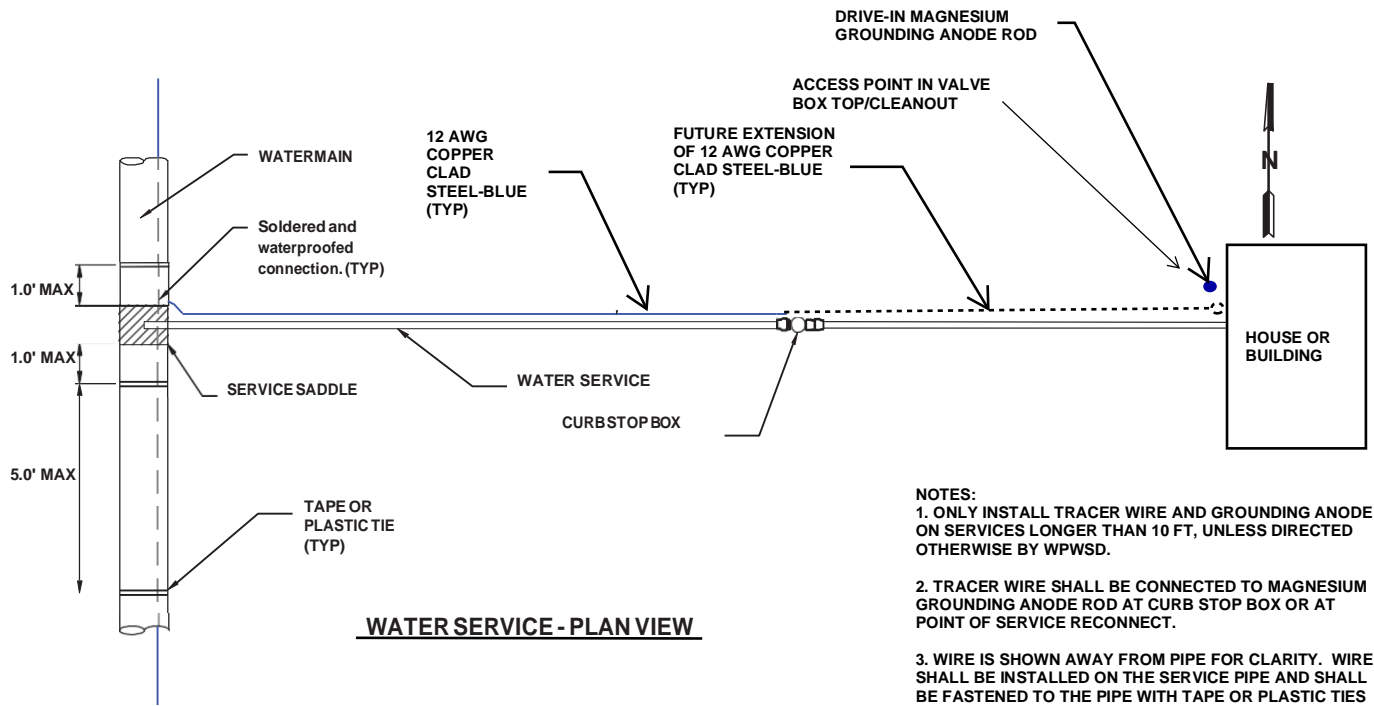 DRIVE-IN MAGNESIUM
GROUNDING ANODE ROD
ACCESS POINT IN VALVE
BOX TOP/CLEANOUT
12 AWG
COPPER
CLAD
STEEL-BLUE
(TYP)
FUTURE EXTENSION
OF 12 AWG COPPER
CLAD STEEL-BLUE
(TYP)
WATERMAIN
N
Soldered and
waterproofed
connection. (TYP)
1.0' MAX
1.0' MAX
HOUSE OR
BUILDING
SERVICE SADDLE
WATER SERVICE
CURB STOP BOX
5.0' MAX
TAPE OR
PLASTIC TIE
(TYP)
WATER SERVICE - PLAN VIEW
NOTES:
1. ONLY INSTALL TRACER WIRE AND GROUNDING ANODE
ON SERVICES LONGER THAN 10 FT, UNLESS DIRECTED
OTHERWISE BY WPWSD.
2. TRACER WIRE SHALL BE CONNECTED TO MAGNESIUM
GROUNDING ANODE ROD AT CURB STOP BOX OR AT
POINT OF SERVICE RECONNECT.
3. WIRE IS SHOWN AWAY FROM PIPE FOR CLARITY. WIRE
SHALL BE INSTALLED ON THE SERVICE PIPE AND SHALL
BE FASTENED TO THE PIPE WITH TAPE OR PLASTIC TIES